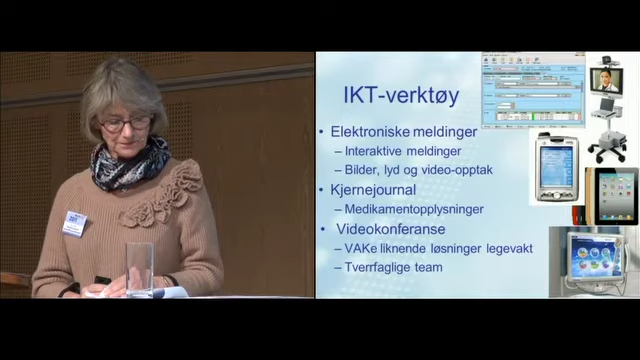 IKT-verktøy
• Elektroniske meldinger
– Interaktive meldinger
– Bilder, lyd og video-opptak
• Kjernejournal
– Medikamentopplysninger
• Videokonferanse
– VAKe liknende løsninger legevakt
– Tverrfaglige team